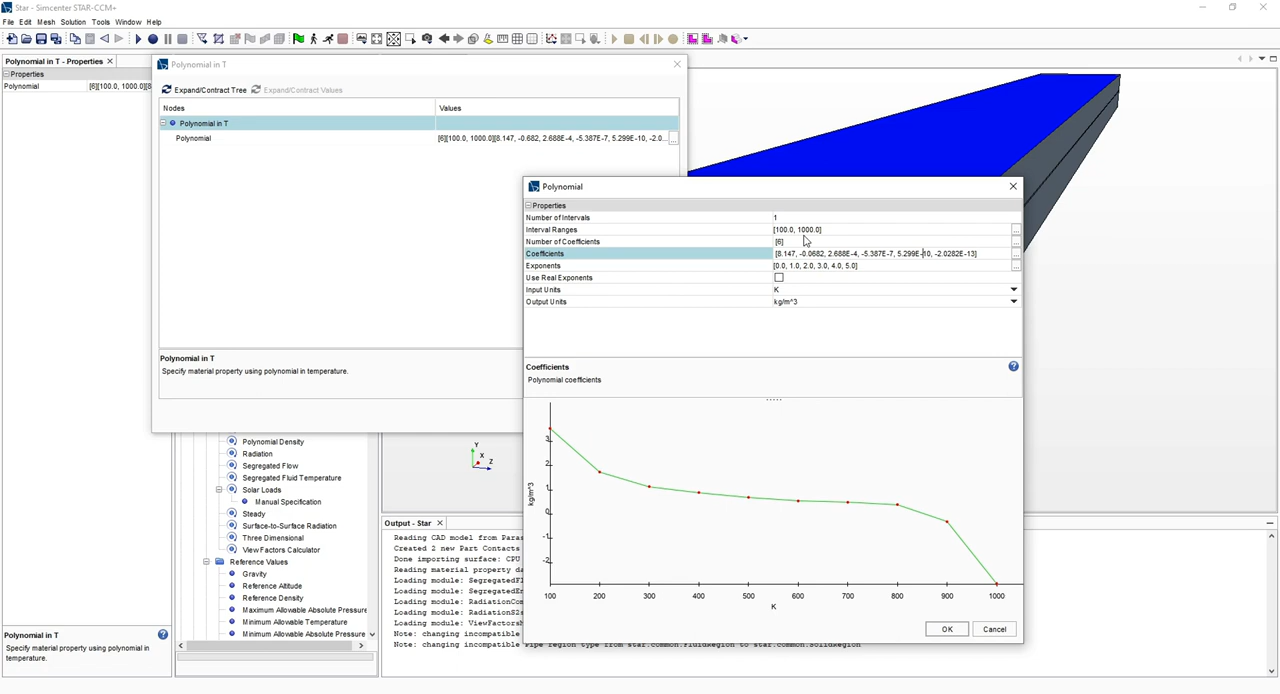 Star - Simcenter STAR-CCM+
File Edit Mesh Solution Tools Window Help
Polynomial in T - Properties
Properties
Polynomial [6][100.0, 1000.0][8
Polynomial in T
Expand/Contract Tree Expand/Contract Values
Nodes Values
Polynomial in T
Polynomial [6][100.0, 1000.0][8.147, -0.682, 2.688E-4, -5.387E-7, 5.299E-10, -2.0... ...
Polynomial in T
Specify material property using polynomial in temperature.
Polynomial
Properties
Number of Intervals 1
Interval Ranges [100.0, 1000.0] ...
Number of Coefficients [6] ...
Coefficients [8.147, -0.0682, 2.688E-4, -5.387E-7, 5.299E-10, -2.0282E-13] ...
Exponents [0.0, 1.0, 2.0, 3.0, 4.0, 5.0] ...
Use Real Exponents
Input Units K
Output Units kg/m^3
Coefficients
Polynomial coefficients
kg/m^3
3
2
1
0
-1
-2
100 200 300 400 500 600 700 800 900 1000
K
OK Cancel
Polynomial Density
Radiation
Segregated Flow
Segregated Fluid Temperature
Solar Loads
Manual Specification
Steady
Surface-to-Surface Radiation
Three Dimensional
View Factors Calculator
Reference Values
Gravity
Reference Altitude
Reference Density
Maximum Allowable Absolute Pressure
Minimum Allowable Temperature
Minimum Allowable Absolute Pressure
Y
X
Z
Output - Star
Reading CAD model from Paras
Created 2 new Part Contacts
Done importing surface: CPU
Reading material property da
Loading module: SegregatedFl
Loading module: SegregatedEn
Loading module: RadiationCom
Loading module: RadiationS2s
Loading module: ViewFactorsM
Note: changing incompatible
Note: changing incompatible Pipe region type from star.common.FluidRegion to star.common.SolidRegion
Polynomial in T
Specify material property using polynomial in
temperature.